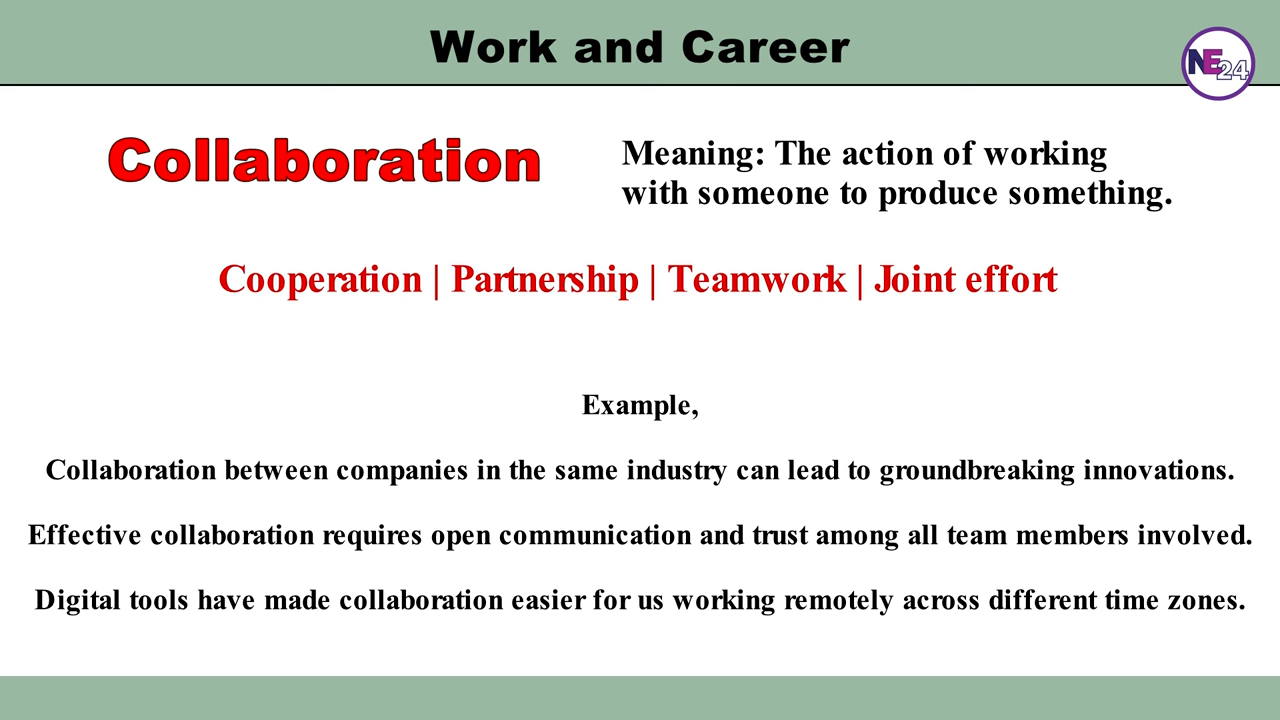 Work and Career
NE24
Collaboration
Meaning: The action of working
with someone to produce something.
Cooperation | Partnership | Teamwork | Joint effort
Example,
Collaboration between companies in the same industry can lead to groundbreaking innovations.
Effective collaboration requires open communication and trust among all team members involved.
Digital tools have made collaboration easier for us working remotely across different time zones.